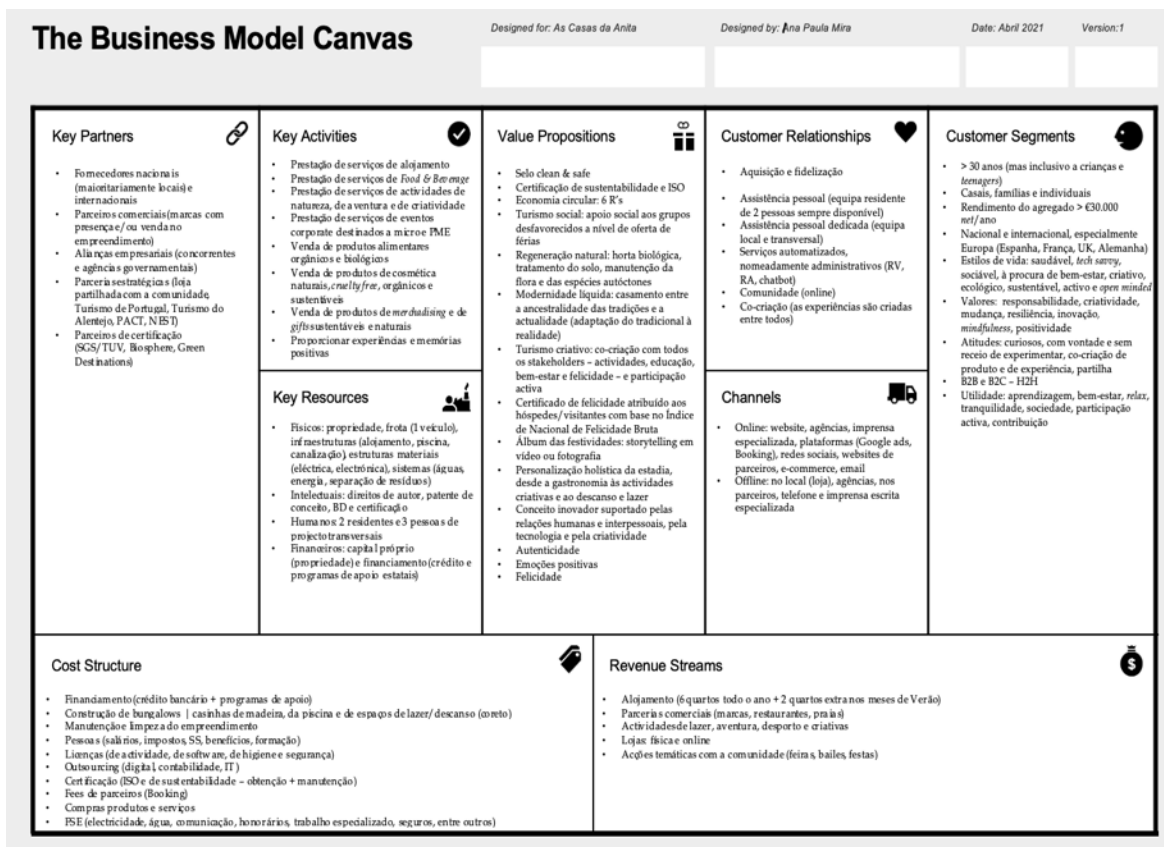 The Business Model Canvas
Designed for: As Casas da Anita
Designed by: Ana Paula Mira
Date: Abril 2021
Version:1
Key Partners
• Fornecedores nacionais
(maioritariamente locais) e
internacionais
• Parceiros comerciais (marcas com
presença e/ou venda no
empreendimento)
• Alianças empresariais (concorrentes
e agências governamentais)
• Parcerias estratégicas (loja
partilhada com a comunidade,
Turismo de Portugal, Turismo do
Alentejo, PACT, NEST)
• Parceiros de certificação
(SGS/TUV, Biosphere, Green
Destinations)
Key Activities
• Prestação de serviços de alojamento
• Prestação de serviços de Food & Beverage
• Prestação de serviços de actividades de
natureza, de aventura e de criatividade
• Prestação de serviços de eventos
corporate destinados a micro e PME
• Venda de produtos alimentares
orgânicos e biológicos
• Venda de produtos de cosmética
naturais, cruelty free, orgânicos e
sustentáveis
• Venda de produtos de merchadising e de
gifts sustentáveis e naturais
• Proporcionar experiências e memórias
positivas
Key Resources
• Físicos: propriedade, frota (1 veículo),
infraestruturas (alojamento, piscina,
canalização), estruturas materiais
(eléctrica, electrónica), sistemas (águas,
energia, separação de resíduos)
• Intelectuais: direitos de autor, patente de
conceito, BD e certificação
• Humanos: 2 residentes e 3 pessoas de
projecto transversais
• Financeiros: capital próprio
(propriedade) e financiamento (crédito e
programas de apoio estatais)
Value Propositions
• Selo clean & safe
• Certificação de sustentabilidade e ISO
• Economia circular: 6 R's
• Turismo social: apoio social aos grupos
desfavorecidos a nível de oferta de
férias
• Regeneração natural: horta biológica,
tratamento do solo, manutenção da
flora e das espécies autóctones
• Modernidade líquida: casamento entre
a ancestralidade das tradições e a
actualidade (adaptação do tradicional à
realidade)
• Turismo criativo: co-criação com todos
os stakeholders – actividades, educação,
bem-estar e felicidade – e participação
activa
• Certificado de felicidade atribuído aos
hóspedes/visitantes com base no Índice
de Nacional de Felicidade Bruta
• Álbum das festividades: storytelling em
vídeo ou fotografia
• Personalização holística da estadia,
desde a gastronomia às actividades
criativas e ao descanso e lazer
• Conceito inovador suportado pelas
relações humanas e interpessoais, pela
tecnologia e pela criatividade
• Autenticidade
• Emoções positivas
• Felicidade
Customer Relationships
• Aquisição e fidelização
• Assistência pessoal (equipa residente
de 2 pessoas sempre disponível)
• Assistência pessoal dedicada (equipa
local e transversal)
• Serviços automatizados,
nomeadamente administrativos (RV,
RA, chatbot)
• Comunidade (online)
• Co-criação (as experiências são criadas
entre todos)
Channels
• Online: website, agências, imprensa
especializada, plataformas (Google ads,
Booking), redes sociais, websites de
parceiros, e-commerce, email
• Offline: no local (loja), agências, nos
parceiros, telefone e imprensa escrita
especializada
Customer Segments
• > 30 anos (mas inclusivo a crianças e
teenagers)
• Casais, famílias e individuais
• Rendimento do agregado > €30.000
net/ano
• Nacional e internacional, especialmente
Europa (Espanha, França, UK, Alemanha)
• Estilos de vida: saudável, tech savvy,
sociável, à procura de bem-estar, criativo,
ecológico, sustentável, activo e open minded
• Valores: responsabilidade, criatividade,
mudança, resiliência, inovação,
mindfulness, positividade
• Atitudes: curiosos, com vontade e sem
receio de experimentar, co-criação de
produto e de experiência, partilha
• B2B e B2C – H2H
• Utilidade: aprendizagem, bem-estar, relax,
tranquilidade, sociedade, participação
activa, contribuição
Cost Structure
• Financiamento (crédito bancário + programas de apoio)
• Construção de bungalows | casinhas de madeira, da piscina e de espaços de lazer/descanso (coreto)
• Manutenção e limpeza do empreendimento
• Pessoas (salários, impostos, SS, benefícios, formação)
• Licenças (de actividade, de software, de higiene e segurança)
• Outsourcing (digital, contabilidade, IT)
• Certificação (ISO e de sustentabilidade – obtenção + manutenção)
• Fees de parceiros (Booking)
• Compras produtos e serviços
• FSE (electricidade, água, comunicação, honorários, trabalho especializado, seguros, entre outros)
Revenue Streams
• Alojamento (6 quartos todo o ano + 2 quartos extra nos meses de Verão)
• Parcerias comerciais (marcas, restaurantes, praias)
• Actividades de lazer, aventura, desporto e criativas
• Lojas: física e online
• Acções temáticas com a comunidade (feiras, bailes, festas)